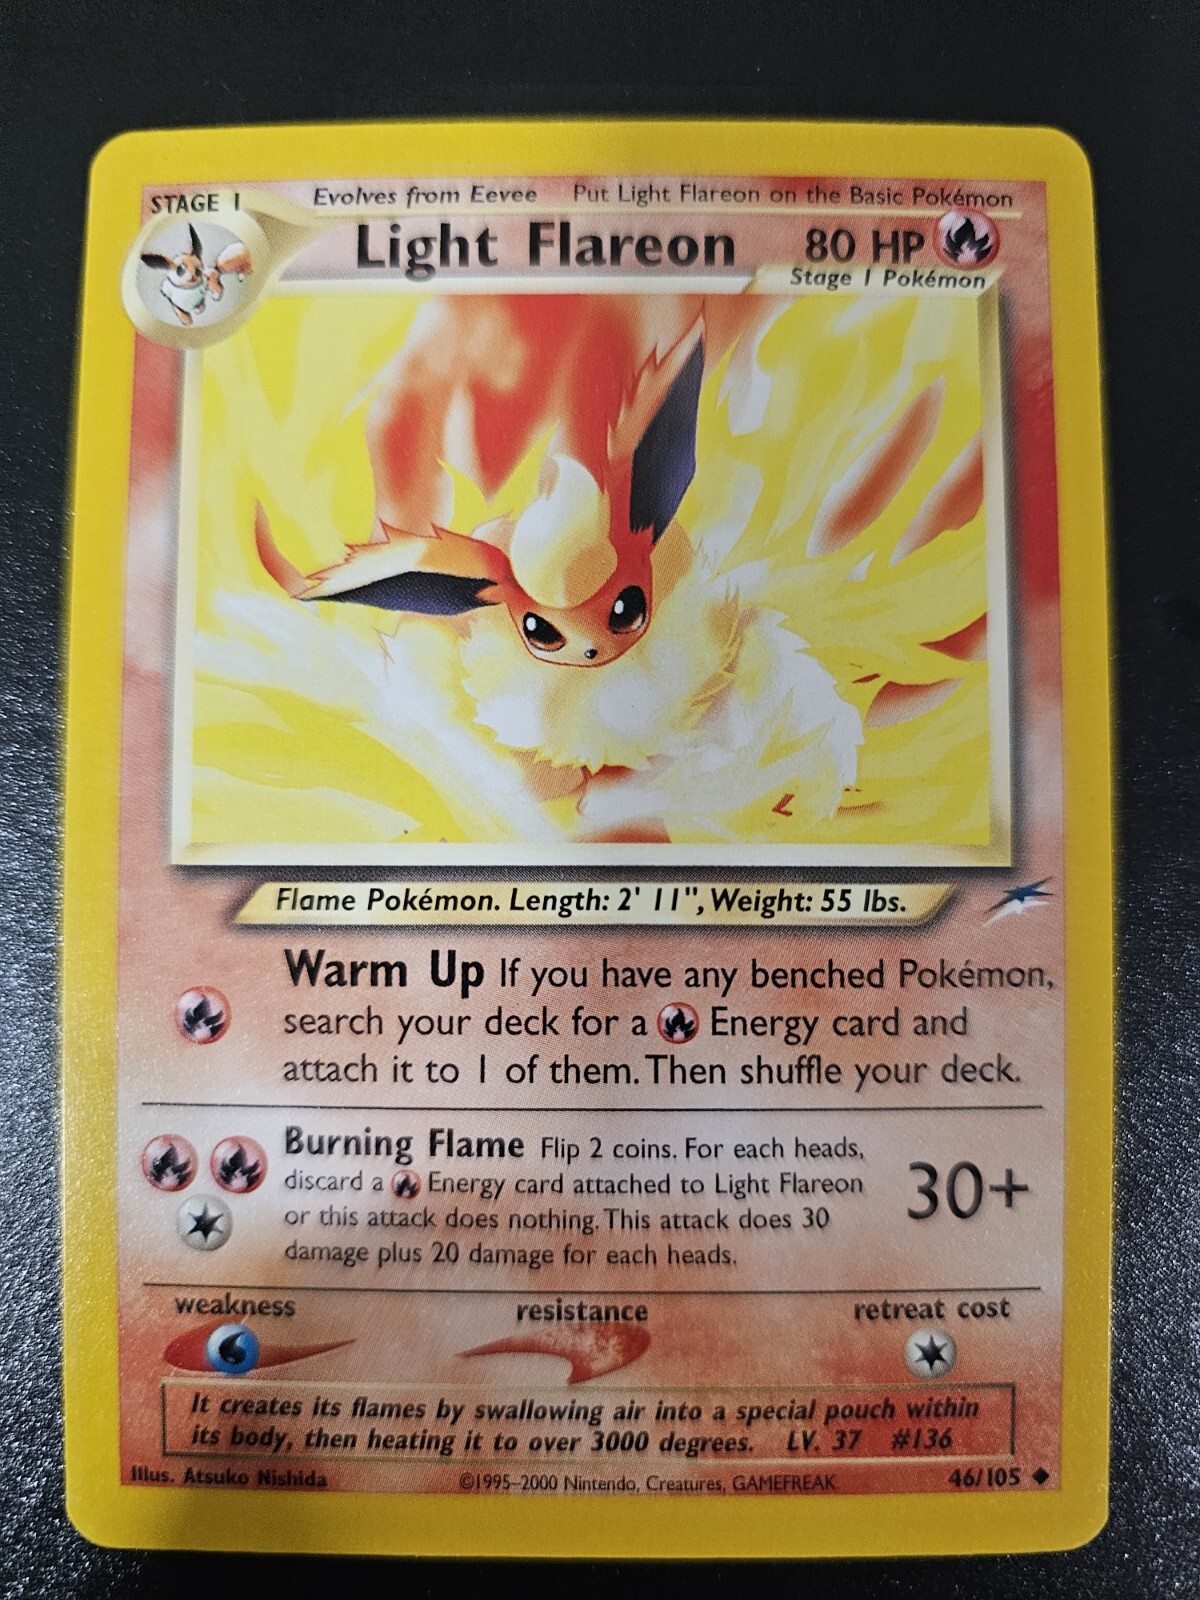 STAGE 1 Evolves from Eevee Put Light Flareon on the Basic Pokémon
Light Flareon 80 HP
Stage 1 Pokémon
Flame Pokémon. Length: 2' 11", Weight: 55 lbs.
Warm Up If you have any benched Pokémon,
search your deck for a Energy card and
attach it to 1 of them. Then shuffle your deck.
Burning Flame Flip 2 coins. For each heads,
discard a Energy card attached to Light Flareon
or this attack does nothing. This attack does 30
damage plus 20 damage for each heads.
30+
weakness resistance retreat cost
It creates its flames by swallowing air into a special pouch within
its body, then heating it to over 3000 degrees. LV. 37 #136
Illus. Atsuko Nishida ©1995–2000 Nintendo, Creatures, GAMEFREAK. 46/105